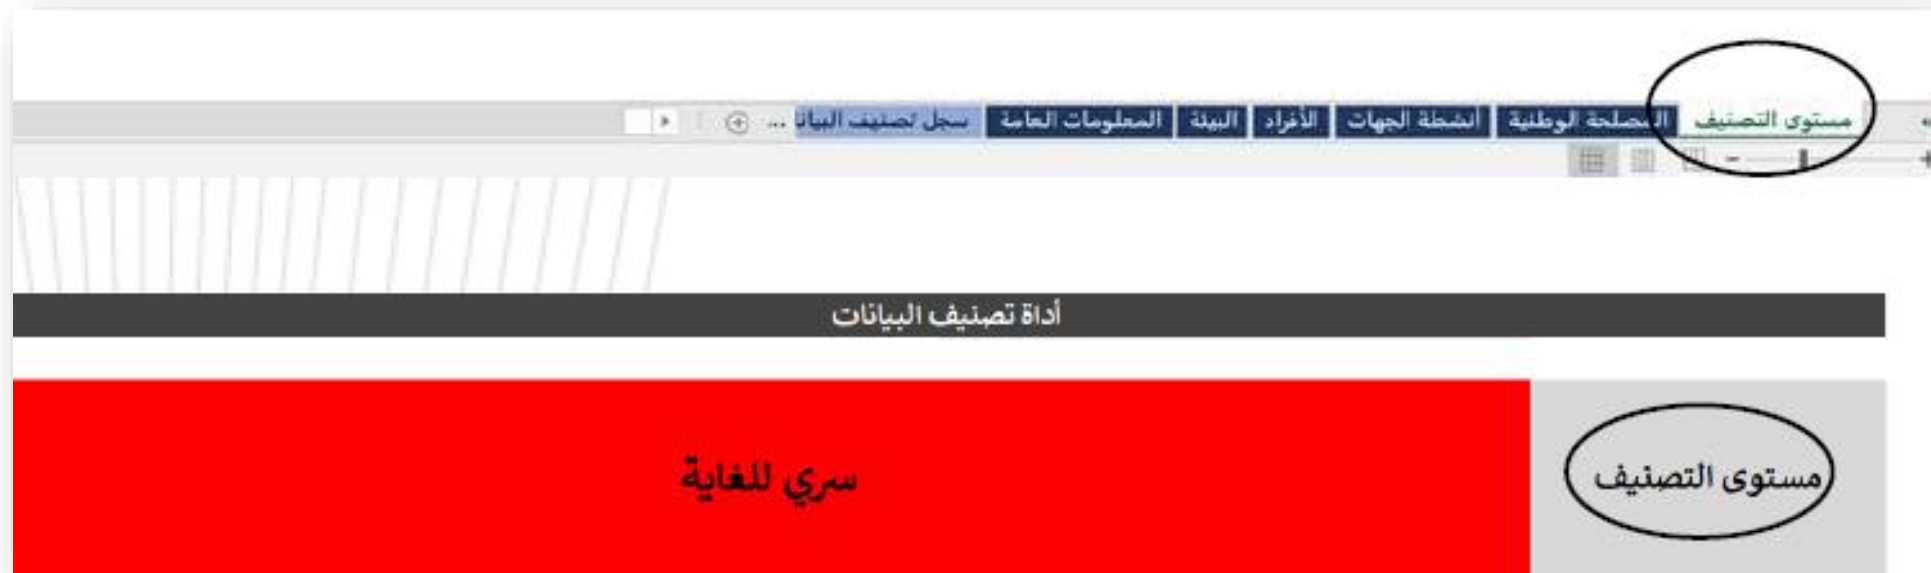 مستوى التصنيف المصلحة الوطنية أنشطة الجهات الأفراد البيئة المعلومات العامة سجل تصنيف البيانا ...
أداة تصنيف البيانات
مستوى التصنيف سري للغاية